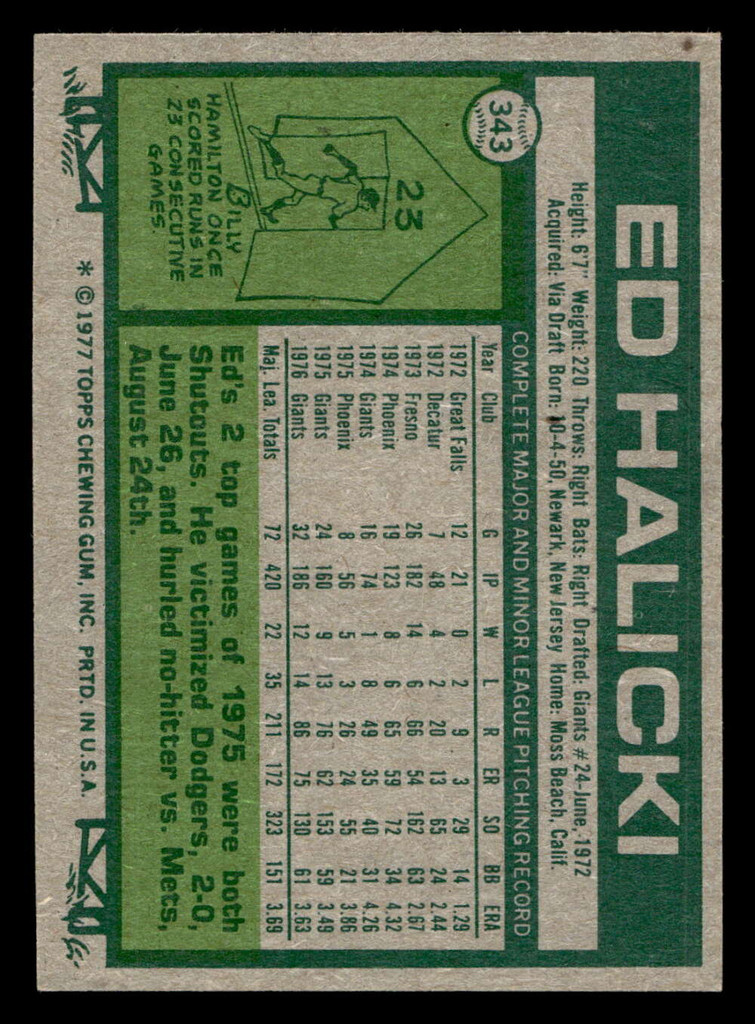 343
ED HALICKI
Height: 6'7" Weight: 220 Throws: Right Bats: Right Drafted: Giants #24-June, 1972
Acquired: Via Draft Born: 10-4-50, Newark, New Jersey Home: Moss Beach, Calif.
COMPLETE MAJOR AND MINOR LEAGUE PITCHING RECORD
Year Club G IP W L R ER SO BB ERA
1972 Great Falls 12 21 0 2 9 3 29 14 1.29
1972 Decatur 7 48 4 2 20 13 65 24 2.44
1973 Fresno 26 182 14 6 66 54 162 63 2.67
1974 Phoenix 19 123 8 6 65 59 72 34 4.32
1974 Giants 16 74 1 8 49 35 40 31 4.26
1975 Phoenix 8 56 5 3 26 24 55 21 3.86
1975 Giants 24 160 9 13 76 62 153 59 3.49
1976 Giants 32 186 12 14 86 75 130 61 3.63
Maj. Lea. Totals 72 420 22 35 211 172 323 151 3.69
23
BILLY
HAMILTON ONCE
SCORED RUNS IN
23 CONSECUTIVE
GAMES
Ed's 2 top games of 1975 were both
Shutouts. He victimized Dodgers, 2-0,
June 26, and hurled no-hitter vs. Mets,
August 24th.
* © 1977 TOPPS CHEWING GUM, INC. PRTD. IN U.S.A.